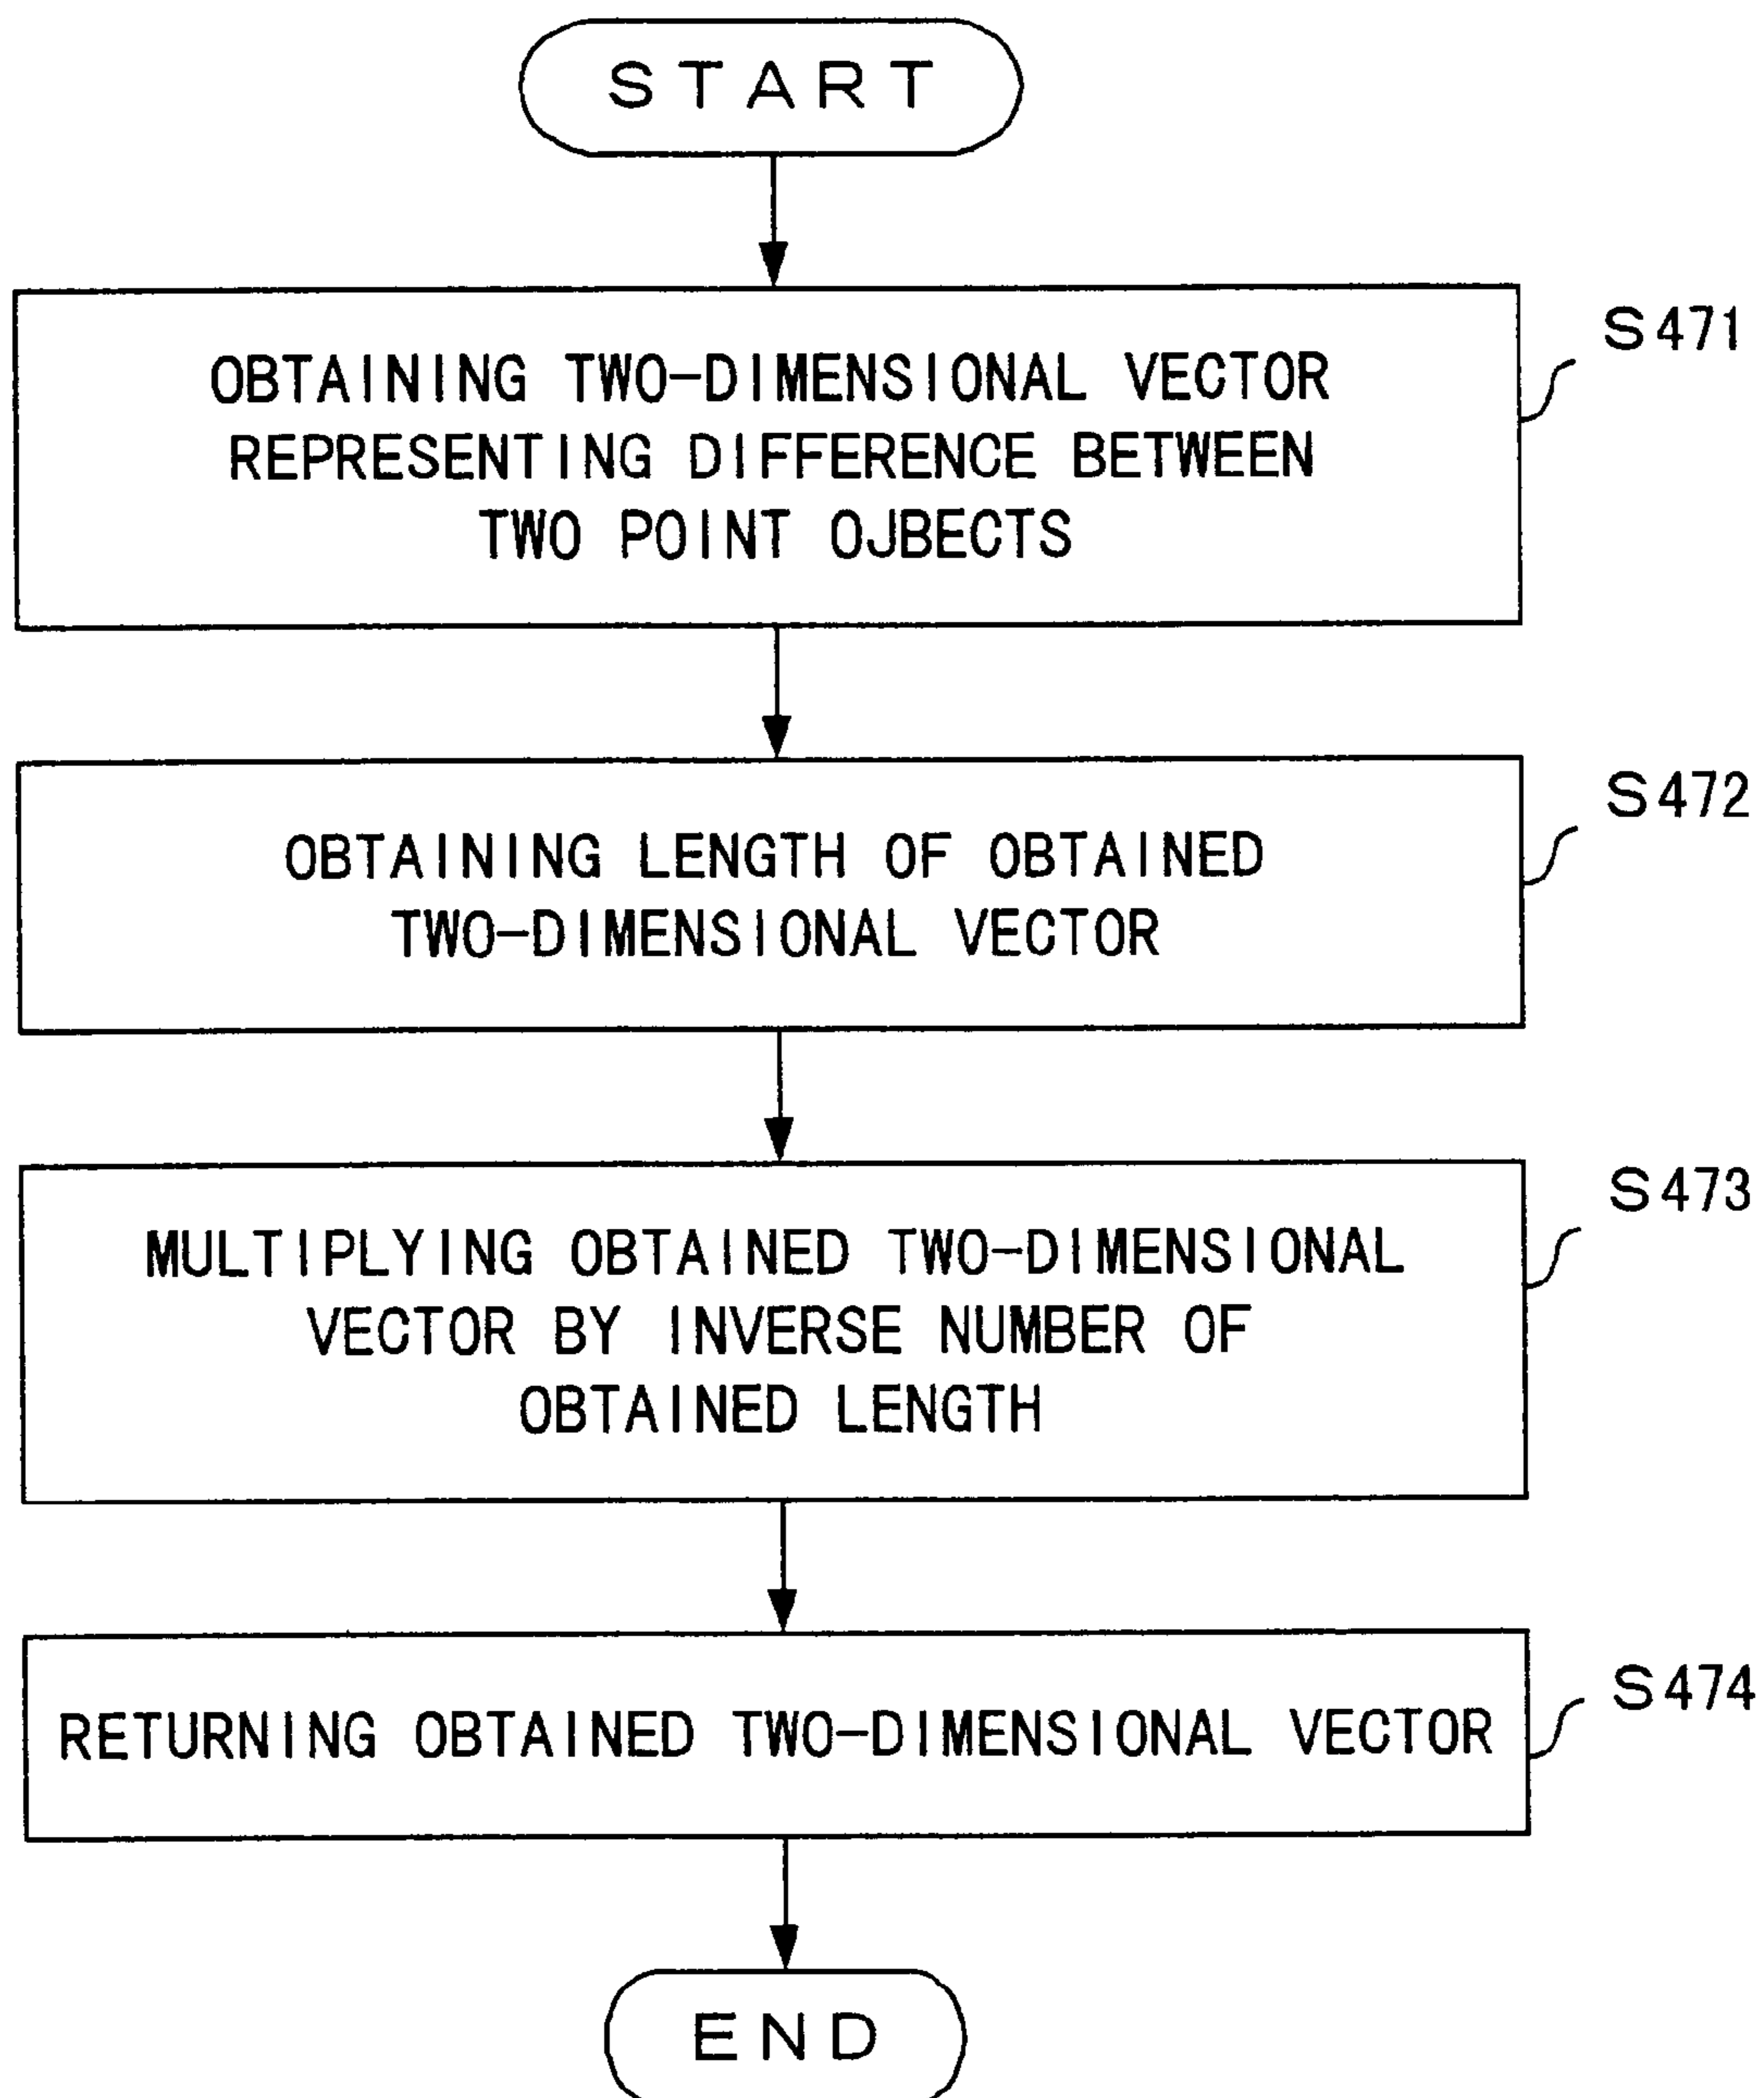 START
S471
OBTAINING TWO-DIMENSIONAL VECTOR
REPRESENTING DIFFERENCE BETWEEN
TWO POINT OJBECTS
S472
OBTAINING LENGTH OF OBTAINED
TWO-DIMENSIONAL VECTOR
S473
MULTIPLYING OBTAINED TWO-DIMENSIONAL
VECTOR BY INVERSE NUMBER OF
OBTAINED LENGTH
S474
RETURNING OBTAINED TWO-DIMENSIONAL VECTOR
END